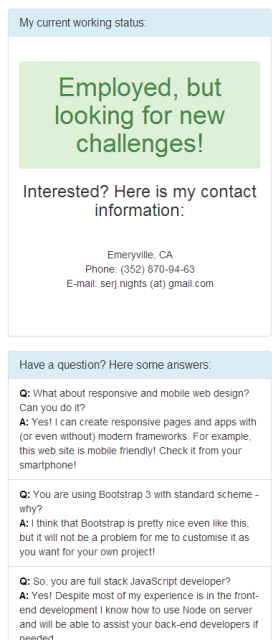 My current working status:
Employed, but
looking for new
challenges!
Interested? Here is my contact
information:
Emeryville, CA
Phone: (352) 870-94-63
E-mail: serj.nights (at) gmail.com
Have a question? Here some answers:
Q: What about responsive and mobile web design?
Can you do it?
A: Yes! I can create responsive pages and apps with
(or even without) modern frameworks. For example,
this web site is mobile friendly! Check it from your
smartphone!
Q: You are using Bootstrap 3 with standard scheme -
why?
A: I think that Bootstrap is pretty nice even like this,
but it will not be a problem for me to customise it as
you want for your own project!
Q: So, you are full stack JavaScript developer?
A: Yes! Despite most of my experience is in the front-
end development I know how to use Node on server
and will be able to assist your back-end developers if
needed